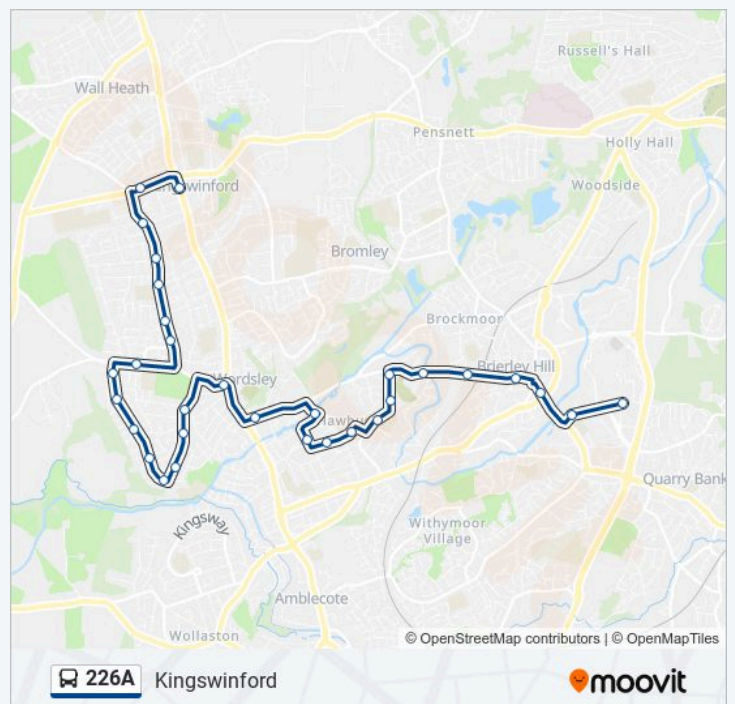 Russell's Hall
Wall Heath
Pensnett
Holly Hall
Woodside
Bromley
Brockmoor
Brierley Hill
Quarry Bank
Kingsway
Withymoor
Village
Amblecote
Wollaston
© OpenStreetMap contributors | © OpenMapTiles
226A Kingswinford
moovit